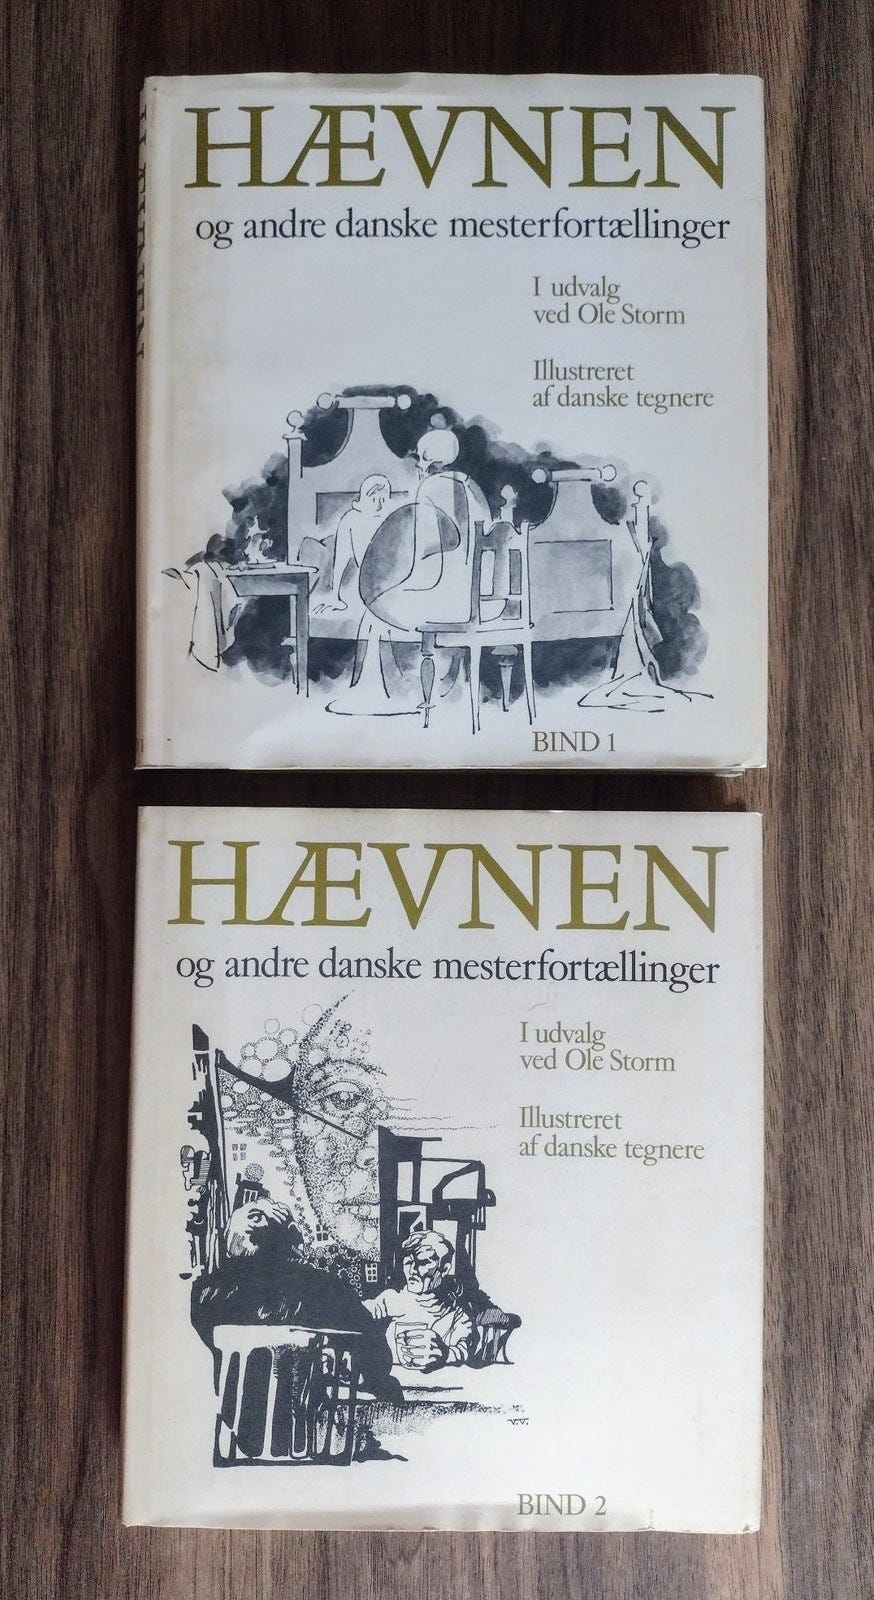 HÆVNEN
og andre danske mesterfortællinger
I udvalg
ved Ole Storm
Illustreret
af danske tegnere
BIND 1
HÆVNEN
og andre danske mesterfortællinger
I udvalg
ved Ole Storm
Illustreret
af danske tegnere
V.V.
BIND 2